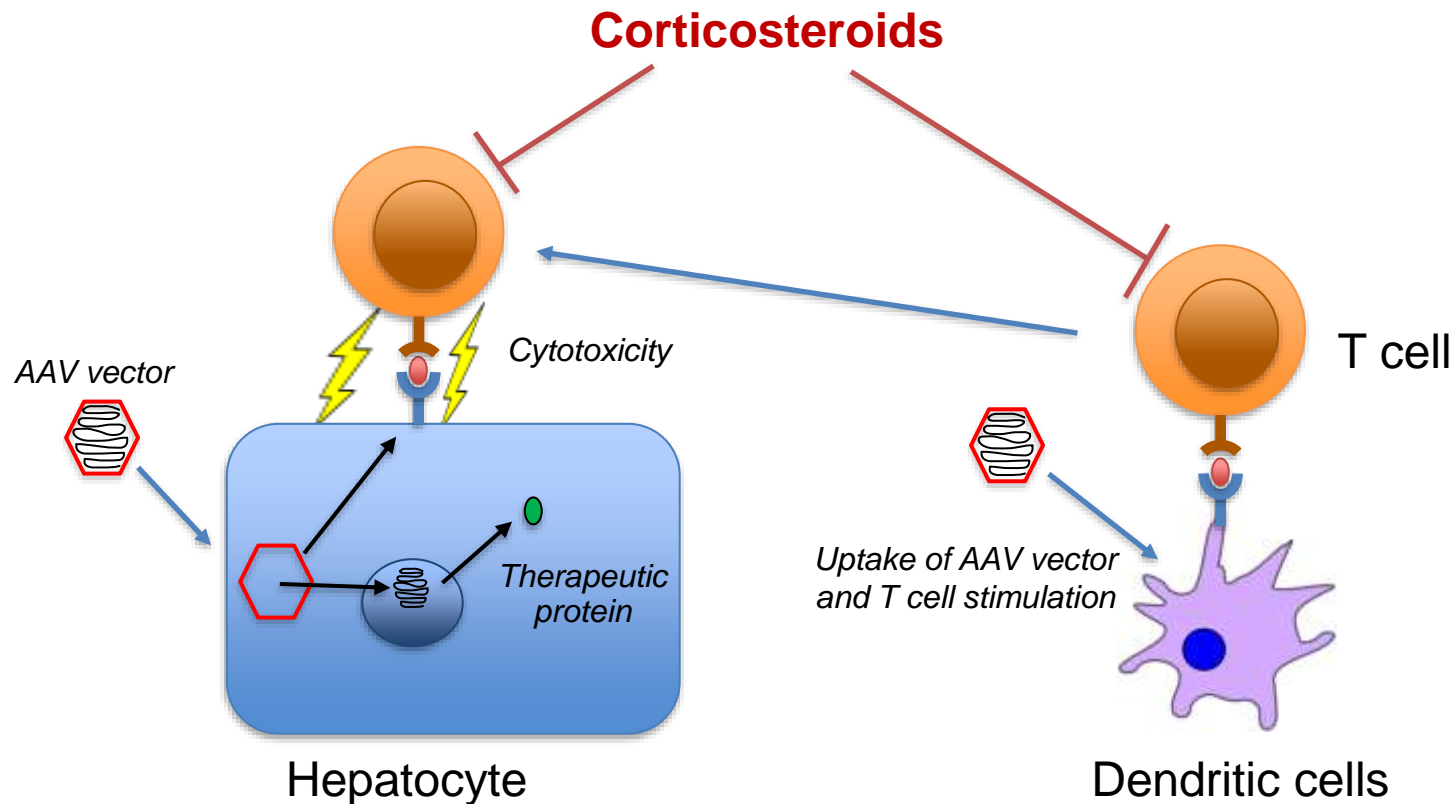 Corticosteroids
Cytotoxicity
T cell
AAV vector
Therapeutic
protein
Uptake of AAV vector
and T cell stimulation
Hepatocyte
Dendritic cells